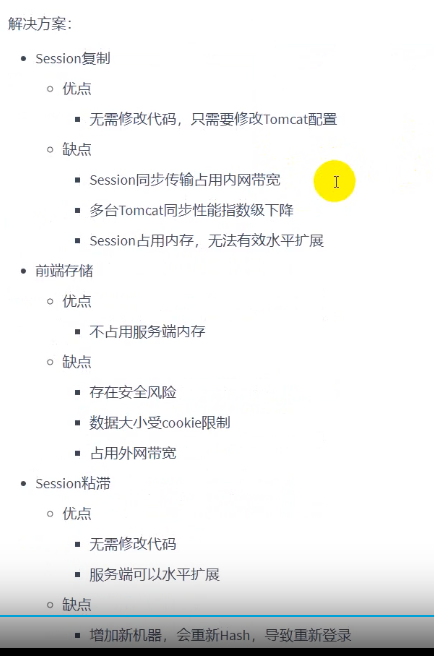 解决方案：
Session复制
优点
无需修改代码，只需要修改Tomcat配置
缺点
Session同步传输占用内网带宽
多台Tomcat同步性能指数级下降
Session占用内存，无法有效水平扩展
前端存储
优点
不占用服务端内存
缺点
存在安全风险
数据大小受cookie限制
占用外网带宽
Session粘滞
优点
无需修改代码
服务端可以水平扩展
缺点
增加新机器，会重新Hash，导致重新登录